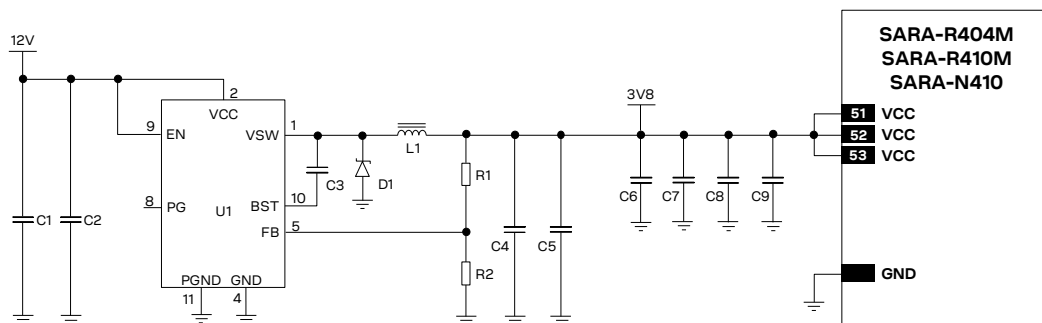 12V
SARA-R404M
SARA-R410M
SARA-N410
3V8
2
VCC
9
EN
VSW
1
L1
51 VCC
52 VCC
53 VCC
C3
D1
R1
C6
C7
C8
C9
8
PG
U1
BST
10
FB
5
C1
C2
C4
C5
R2
PGND
GND
11
4
GND